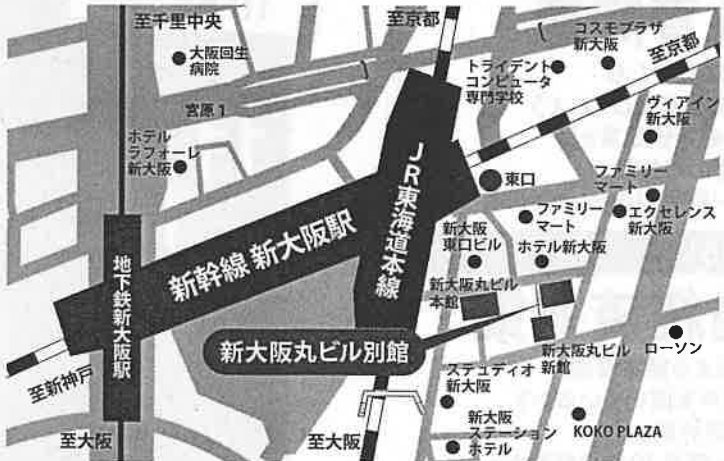 至千里中央
至京都
大阪回生
病院
トライデント
コンピュータ
専門学校
コスモプラザ
新大阪
至京都
宮原1
ヴィアイン
新大阪
ホテル
ラフォーレ
新大阪
JR東海道本線
東口
ファミリー
マート
ファミリー
マート
エクセレンス
新大阪
新幹線 新大阪駅
新大阪
東口ビル
ホテル新大阪
地下鉄新大阪駅
新大阪丸ビル
本館
新大阪丸ビル別館
新大阪丸ビル
新館
ローソン
至新神戸
ステュディオ
新大阪
新大阪
ステーション
ホテル
KOKO PLAZA
至大阪
至大阪